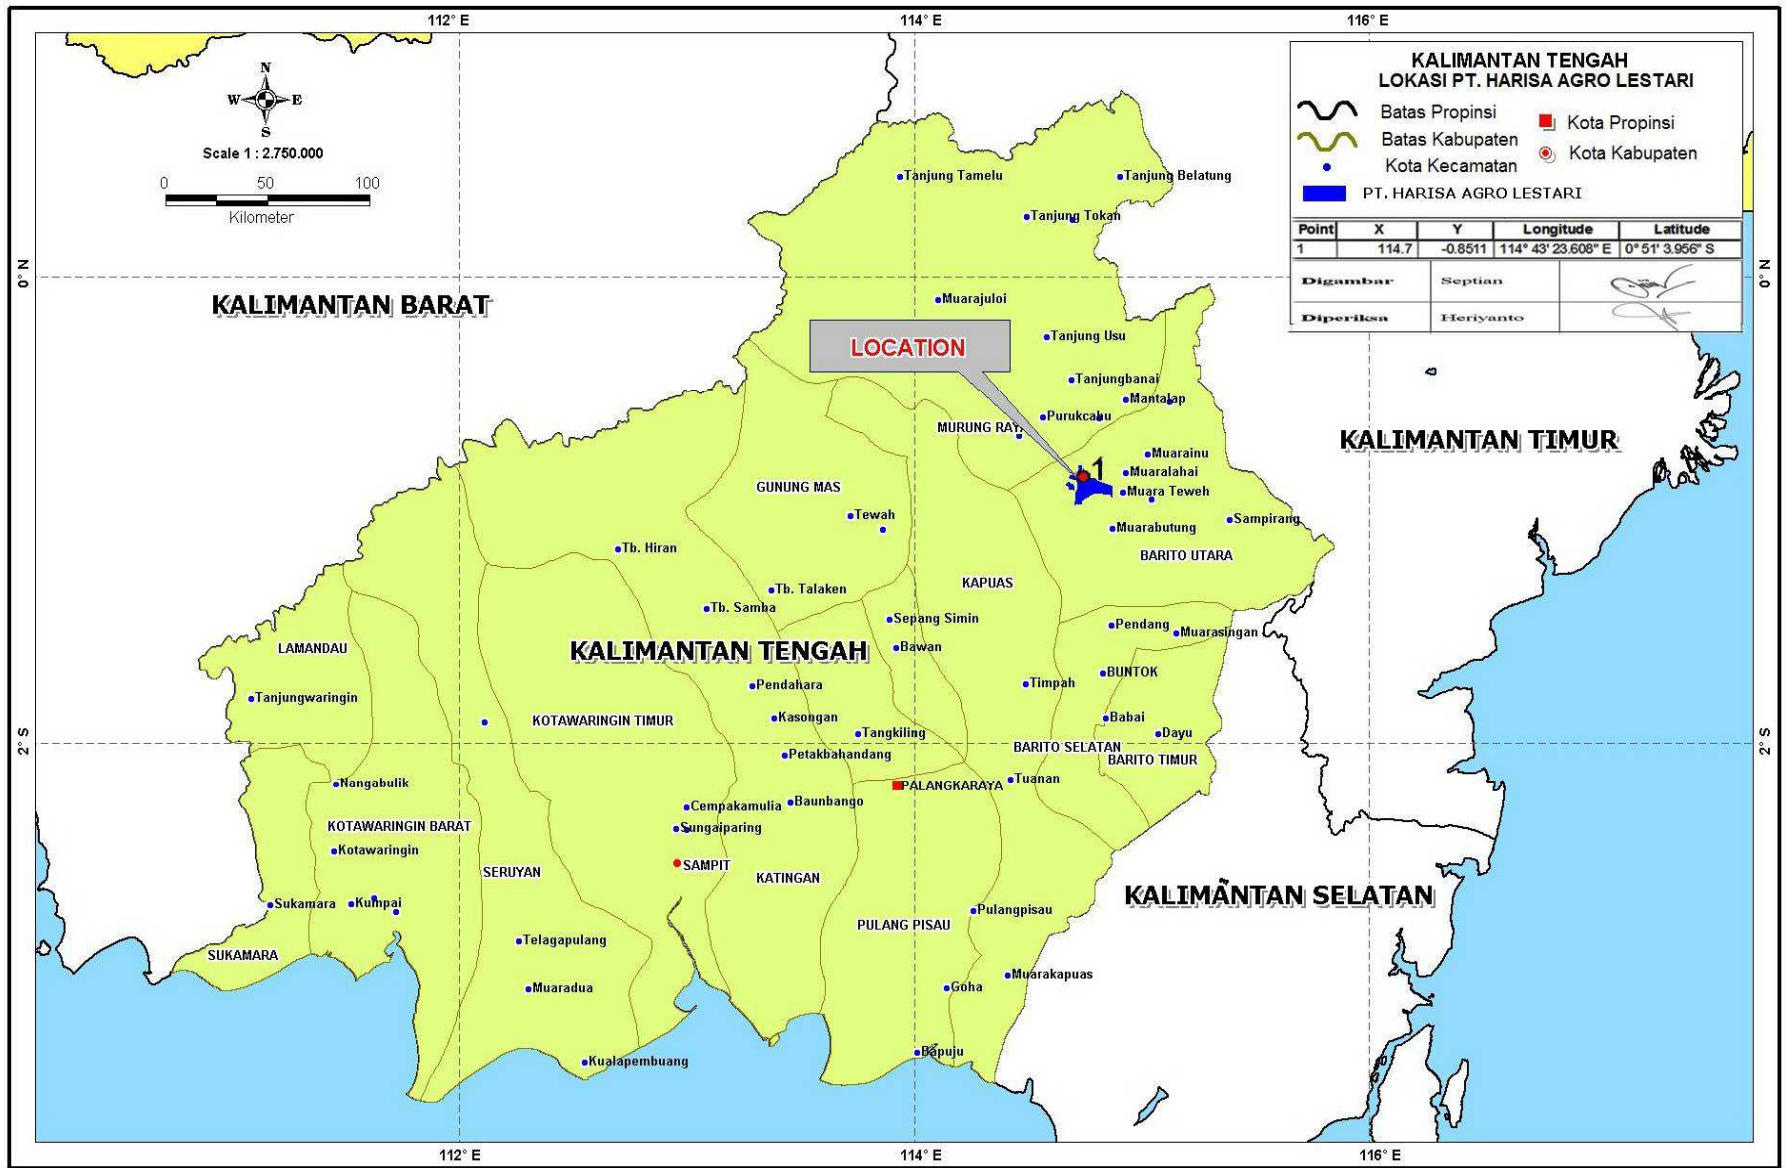 112° E
114° E
116° E
N
W E
S
Scale 1 : 2.750.000
0 50 100
Kilometer
KALIMANTAN TENGAH
LOKASI PT. HARISA AGRO LESTARI
Batas Propinsi
Kota Propinsi
Batas Kabupaten
Kota Kabupaten
Kota Kecamatan
PT. HARISA AGRO LESTARI
Point X Y Longitude Latitude
1 114.7 -0.8511 114° 43' 23.608" E 0° 51' 3.956" S
Digambar Septian
Diperiksa Heriyanto
Tanjung Tamelu
Tanjung Belatung
Tanjung Tokan
0° N
0° N
KALIMANTAN BARAT
Muarajuloi
Tanjung Usu
LOCATION
Tanjungbanai
Mantalap
Purukcahu
MURUNG RAYA
KALIMANTAN TIMUR
Muarainu
1
Muaralahai
GUNUNG MAS
Muara Teweh
Tewah
Sampirang
Muarabutung
Tb. Hiran
BARITO UTARA
KAPUAS
Tb. Talaken
Tb. Samba
Sepang Simin
Pendang
Muarasingan
LAMANDAU
KALIMANTAN TENGAH
Bawan
BUNTOK
Tanjungwaringin
Pendahara
Timpah
KOTAWARINGIN TIMUR
Kasongan
Babai
Tangkiling
Dayu
2° S
2° S
BARITO SELATAN
Petakbahandang
BARITO TIMUR
Nangabulik
PALANGKARAYA
Tuanan
Cempakamulia
Baunbango
KOTAWARINGIN BARAT
Sungaiparing
Kotawaringin
SAMPIT
SERUYAN
KATINGAN
KALIMANTAN SELATAN
Sukamara
Kumpai
Pulangpisau
PULANG PISAU
Telagapulang
SUKAMARA
Muarakapuas
Muaradua
Goha
Bapuju
Kualapembuang
112° E
114° E
116° E